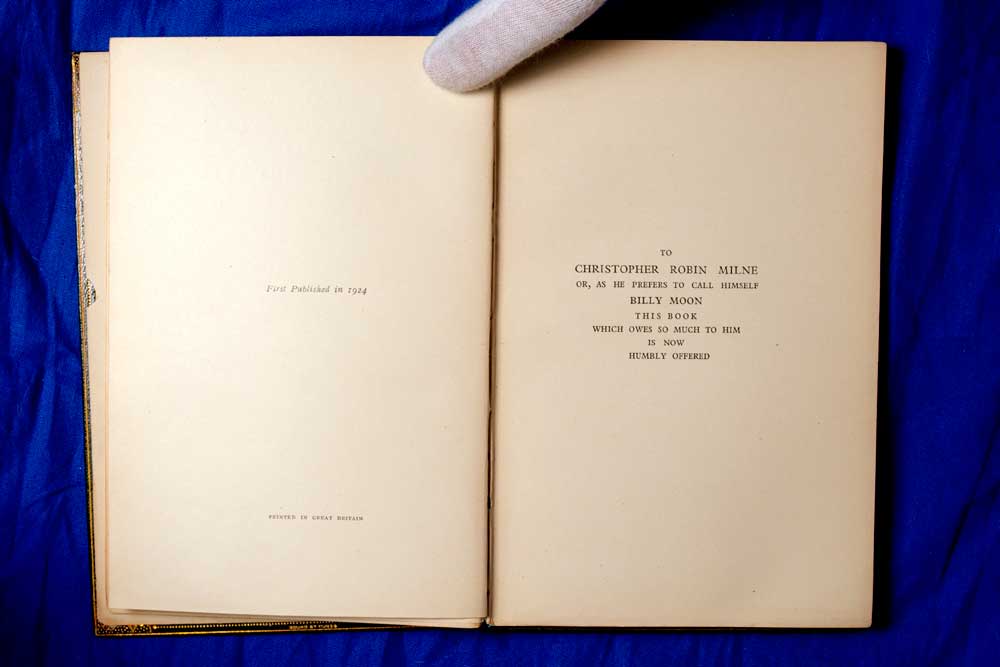 First Published in 1924
PRINTED IN GREAT BRITAIN
TO
CHRISTOPHER ROBIN MILNE
OR, AS HE PREFERS TO CALL HIMSELF
BILLY MOON
THIS BOOK
WHICH OWES SO MUCH TO HIM
IS NOW
HUMBLY OFFERED